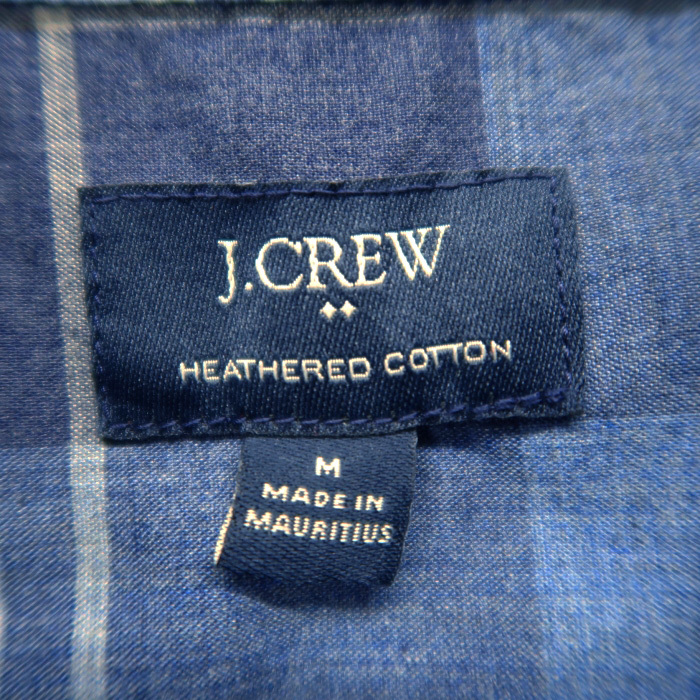 J.CREW
HEATHERED COTTON
M
MADE IN
MAURITIUS